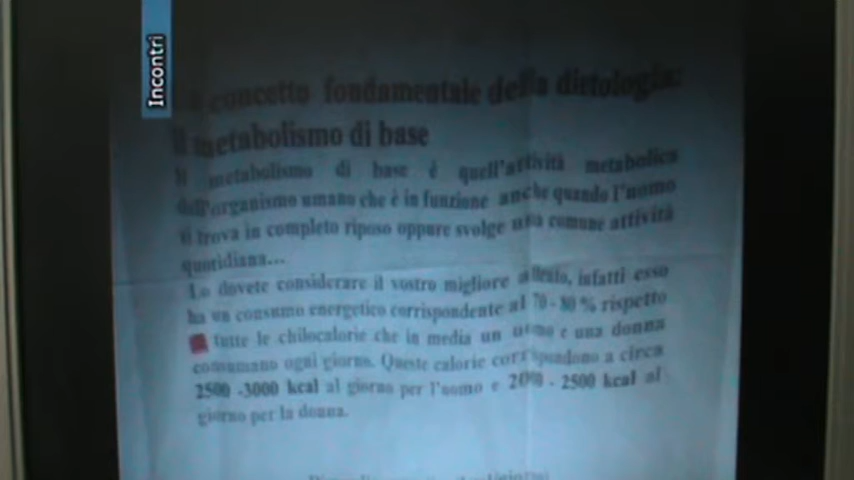 Incontri
concetto fondamentale della dirtologia:
il metabolismo di base
Il metabolismo di base è quell'attività metabolica
dell'organismo umano che è in funzione anche quando l'uomo
si trova in completo riposo oppure svolge una comune attività
quotidiana...
Lo dovete considerare il vostro migliore alleato, infatti esso
ha un consumo energetico corrispondente al 70 - 80 % rispetto
tutte le chilocalorie che in media un uomo e una donna
consumano ogni giorno. Queste calorie corrispondono a circa
2500 -3000 kcal al giorno per l'uomo e 2000 - 2500 kcal al
giorno per la donna.